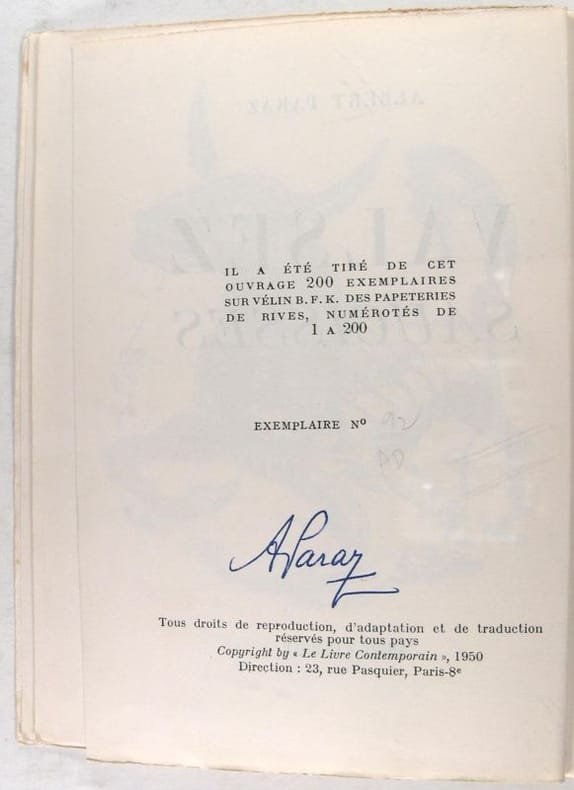 ALBERT PARAZ
VALSEZ
SAUCISSES
IL A ÉTÉ TIRÉ DE CET
OUVRAGE 200 EXEMPLAIRES
SUR VÉLIN B. F. K. DES PAPETERIES
DE RIVES, NUMÉROTÉS DE
1 A 200
EXEMPLAIRE Nº 92
AParaz
Tous droits de reproduction, d'adaptation et de traduction
réservés pour tous pays
Copyright by « Le Livre Contemporain », 1950
Direction : 23, rue Pasquier, Paris-8ᵉ